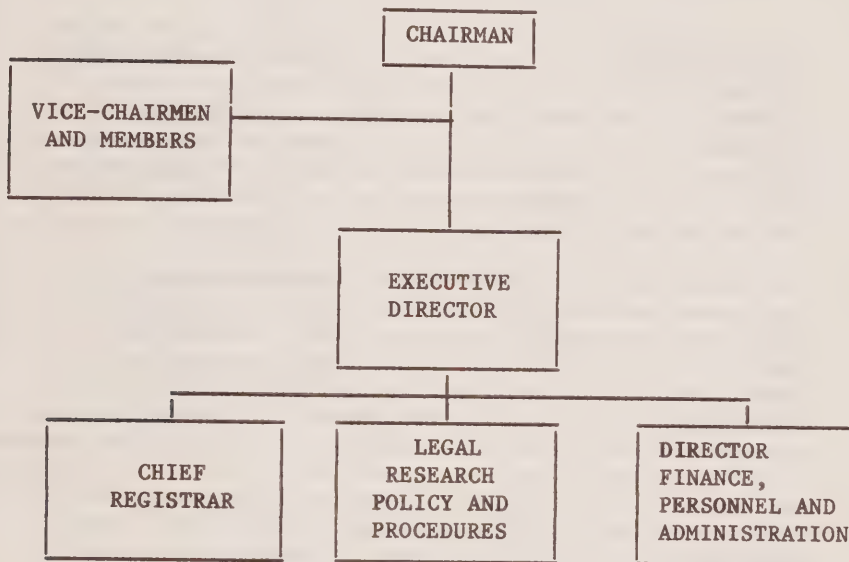 CHAIRMAN
VICE-CHAIRMEN
AND MEMBERS
EXECUTIVE
DIRECTOR
CHIEF
REGISTRAR
LEGAL
RESEARCH
POLICY AND
PROCEDURES
DIRECTOR
FINANCE,
PERSONNEL AND
ADMINISTRATION